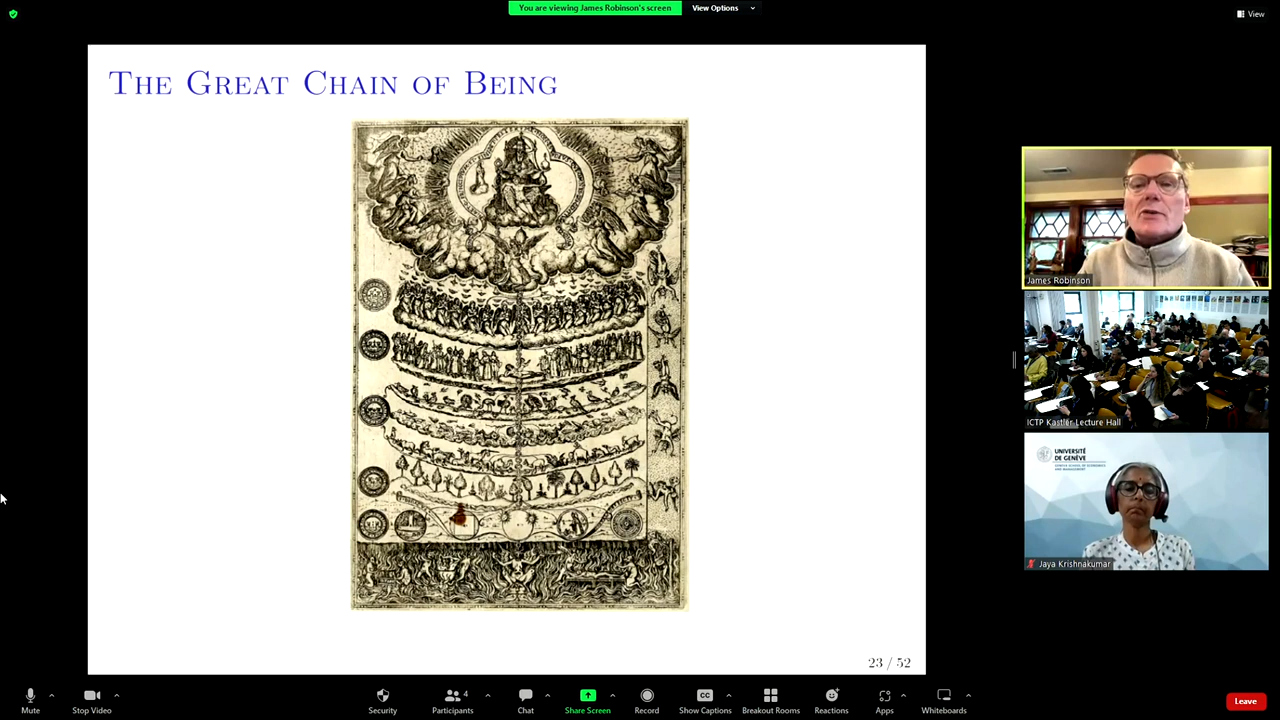 You are viewing James Robinson's screen
View Options
View
The Great Chain of Being
23 / 52
James Robinson
ICTP Kastler Lecture Hall
UNIVERSITÉ
DE GENÈVE
Jaya Krishnakumar
Mute
Stop Video
Security
Participants
4
Chat
Share Screen
Record
CC
Show Captions
Breakout Rooms
Reactions
Apps
Whiteboards
Leave